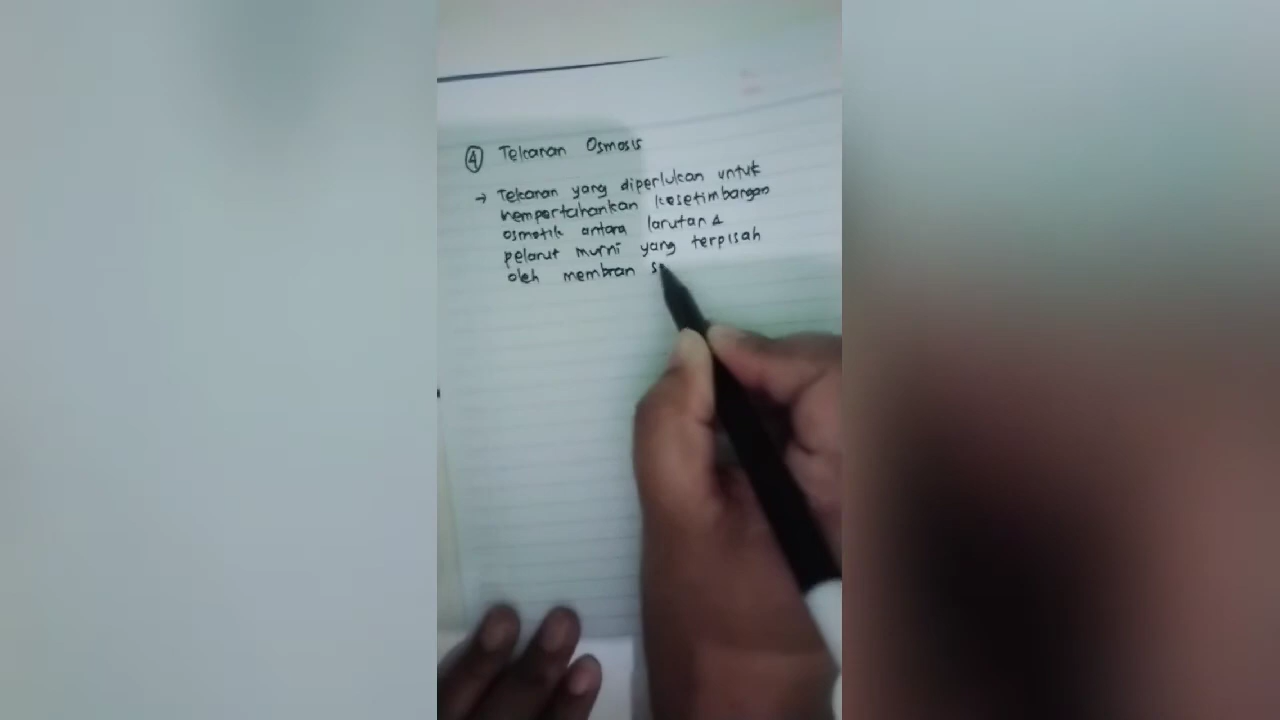 ④ Tekanan Osmosis
→ Tekanan yang diperlukan untuk
mempertahankan kesetimbangan
osmotik antara larutan &
pelarut murni yang terpisah
oleh membran s